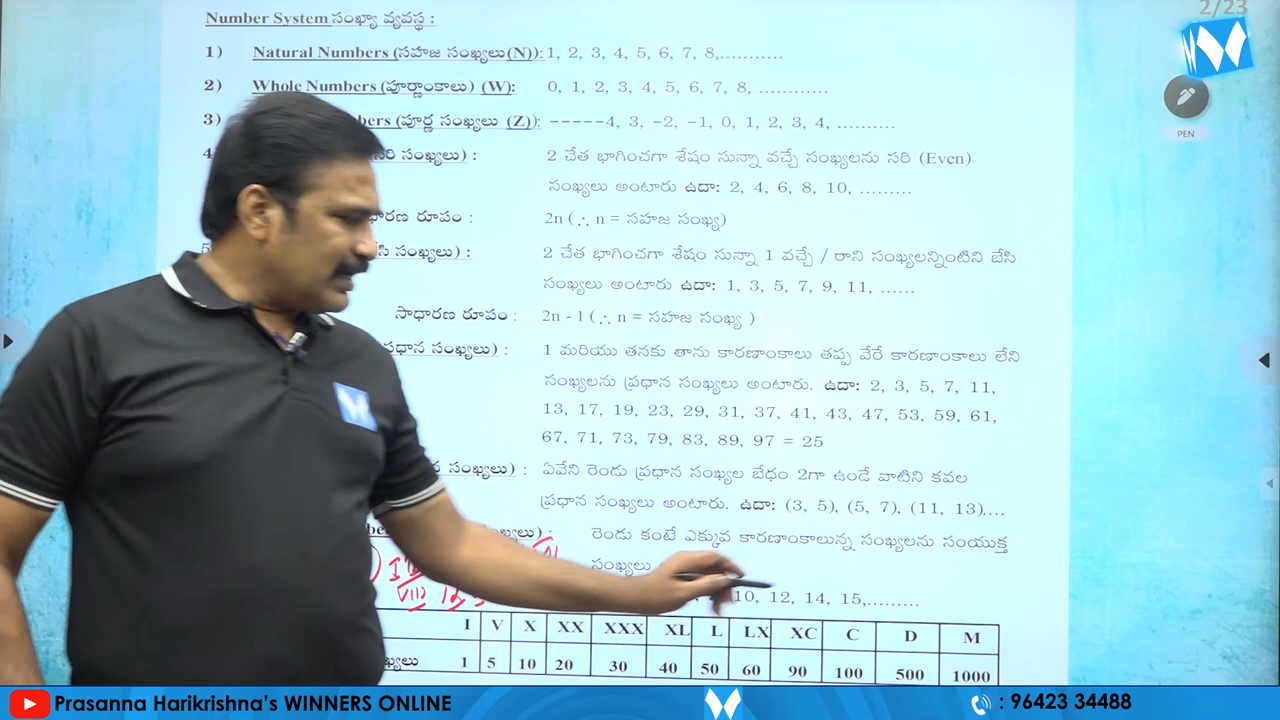 2/23
Number System సంఖ్యా వ్యవస్థ :
1) Natural Numbers (సహజ సంఖ్యలు(N)): 1, 2, 3, 4, 5, 6, 7, 8,...........
2) Whole Numbers (పూర్ణాంకాలు) (W): 0, 1, 2, 3, 4, 5, 6, 7, 8, ............
3) (పూర్ణ సంఖ్యలు (Z)): -----4, 3, -2, -1, 0, 1, 2, 3, 4, ..........
4 సరి సంఖ్యలు) : 2 చేత భాగించగా శేషం సున్నా వచ్చే సంఖ్యలను సరి (Even)
సంఖ్యలు అంటారు ఉదా: 2, 4, 6, 8, 10, .........
రూపం : 2n (∴ n = సహజ సంఖ్య)
5 సంఖ్యలు) : 2 చేత భాగించగా శేషం సున్నా 1 వచ్చే / రాని సంఖ్యలన్నింటిని బేసి
సంఖ్యలు అంటారు ఉదా: 1, 3, 5, 7, 9, 11, ......
సాధారణ రూపం : 2n - 1 (∴ n = సహజ సంఖ్య )
సంఖ్యలు) : 1 మరియు తనకు తాను కారణాంకాలు తప్ప వేరే కారణాంకాలు లేని
సంఖ్యలను ప్రధాన సంఖ్యలు అంటారు. ఉదా: 2, 3, 5, 7, 11,
13, 17, 19, 23, 29, 31, 37, 41, 43, 47, 53, 59, 61,
67, 71, 73, 79, 83, 89, 97 = 25
సంఖ్యలు) : ఏవేని రెండు ప్రధాన సంఖ్యల బేధం 2గా ఉండే వాటిని కవల
ప్రధాన సంఖ్యలు అంటారు. ఉదా: (3, 5), (5, 7), (11, 13)....
రెండు కంటే ఎక్కువ కారణాంకాలున్న సంఖ్యలను సంయుక్త
సంఖ్యలు
10, 12, 14, 15,.........
I V X XX XXX XL L LX XC C D M
1 5 10 20 30 40 50 60 90 100 500 1000
PEN
Prasanna Harikrishna's WINNERS ONLINE
: 96423 34488